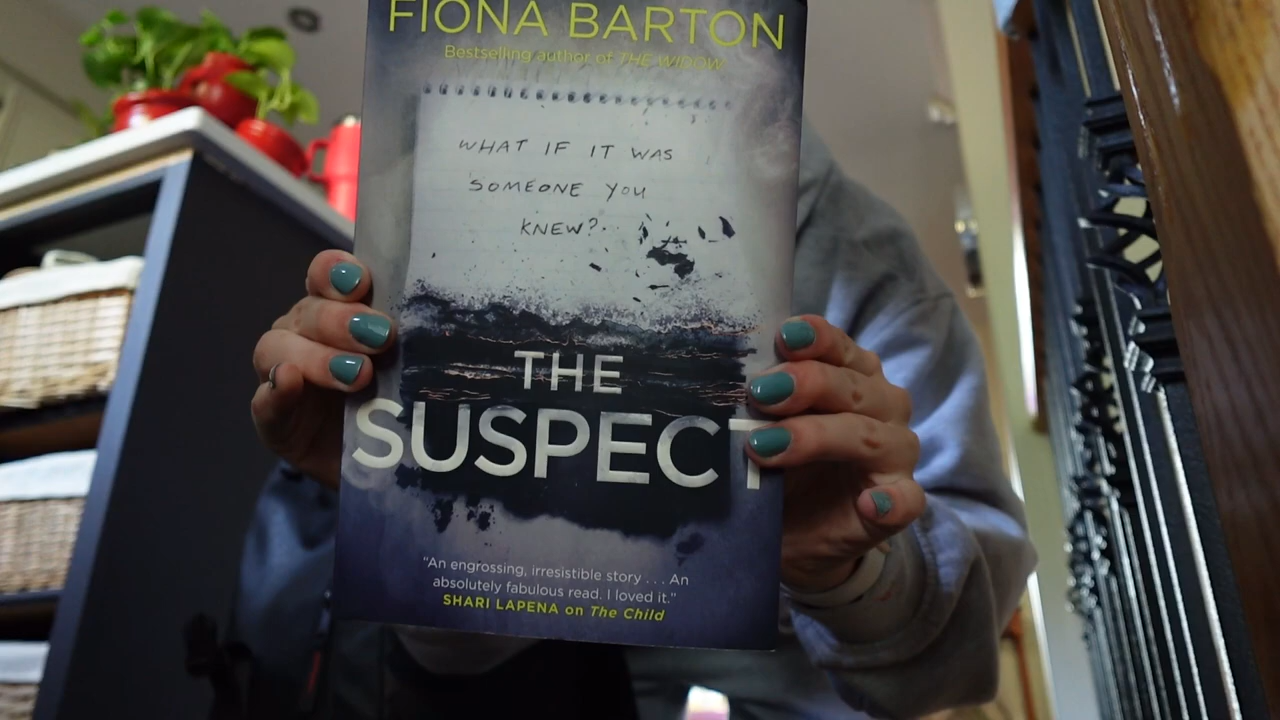 FIONA BARTON
Bestselling author of THE WIDOW
WHAT IF IT WAS
SOMEONE YOU
KNEW?
THE
SUSPECT
“An engrossing, irresistible story . . . An
absolutely fabulous read. I loved it.”
SHARI LAPENA on The Child